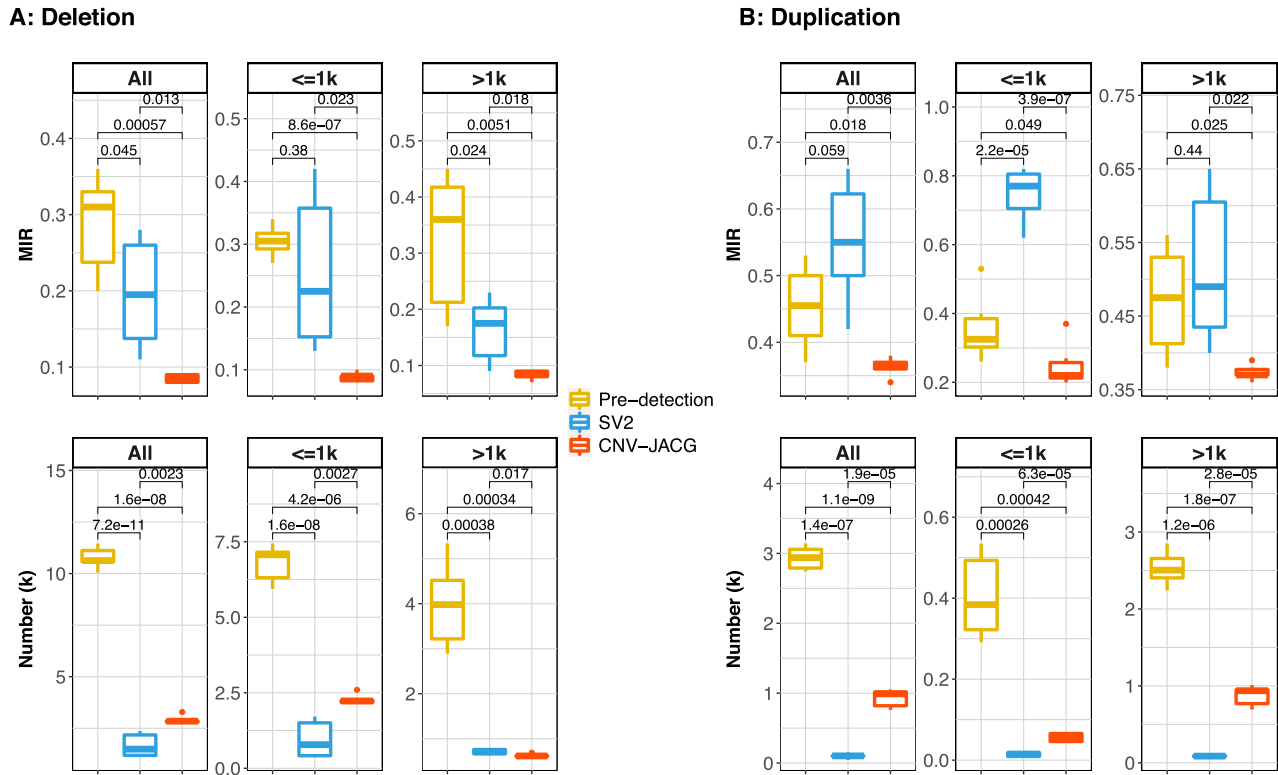 A: Deletion
B: Duplication
All
<=1k
>1k
All
<=1k
>1k
MIR
0.4
0.3
0.2
0.1
0.013
0.00057
0.045
0.5
0.4
0.3
0.2
0.1
0.023
8.6e−07
0.38
0.5
0.4
0.3
0.2
0.1
0.018
0.0051
0.024
MIR
0.7
0.6
0.5
0.4
0.0036
0.018
0.059
1.0
0.8
0.6
0.4
0.2
3.9e−07
0.049
2.2e−05
0.75
0.65
0.55
0.45
0.35
0.022
0.025
0.44
Pre−detection
SV2
CNV−JACG
All
<=1k
>1k
All
<=1k
>1k
Number (k)
15
10
5
0.0023
1.6e−08
7.2e−11
7.5
5.0
2.5
0.0
0.0027
4.2e−06
1.6e−08
6
4
2
0.017
0.00034
0.00038
Number (k)
4
3
2
1
0
1.9e−05
1.1e−09
1.4e−07
0.6
0.4
0.2
0.0
6.3e−05
0.00042
0.00026
3
2
1
0
2.8e−05
1.8e−07
1.2e−06